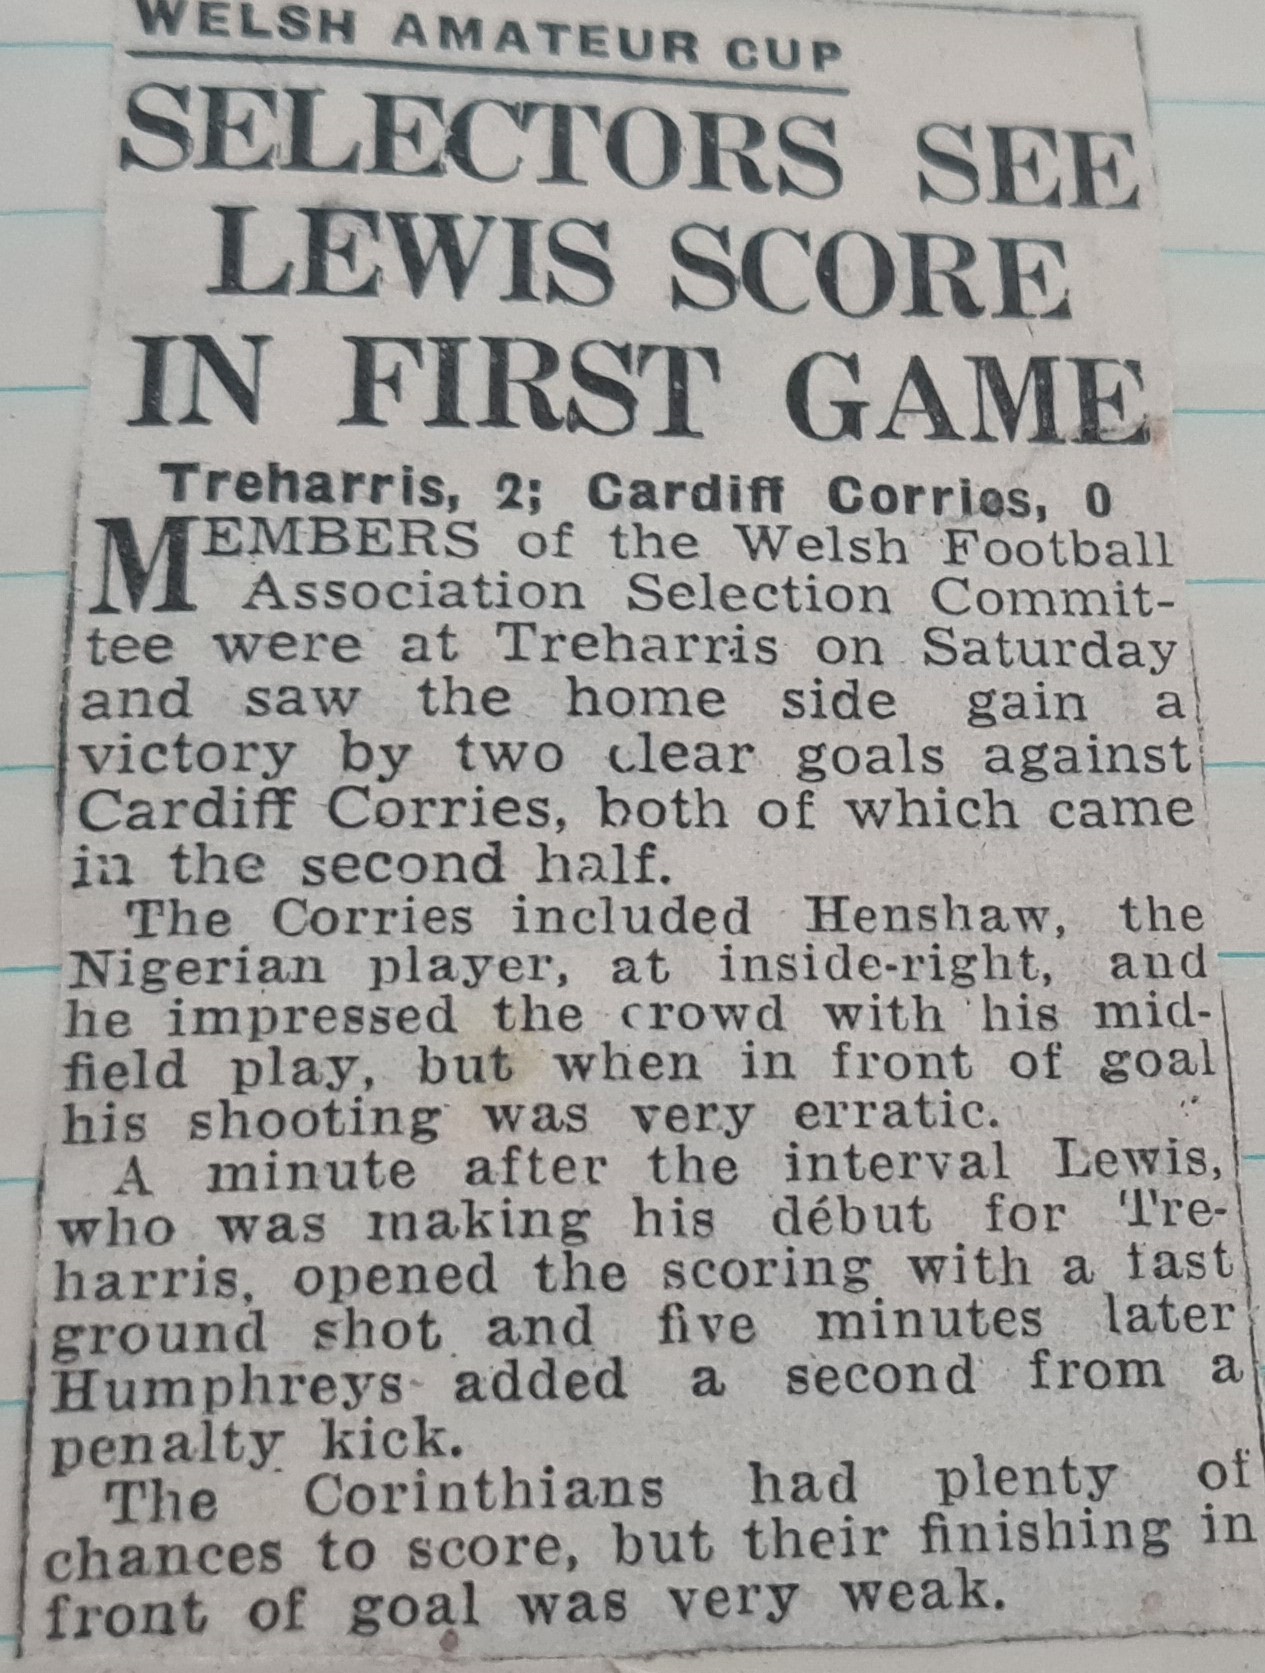 WELSH AMATEUR CUP
SELECTORS SEE
LEWIS SCORE
IN FIRST GAME
Treharris, 2; Cardiff Corries, 0
MEMBERS of the Welsh Football
Association Selection Commit-
tee were at Treharris on Saturday
and saw the home side gain a
victory by two clear goals against
Cardiff Corries, both of which came
in the second half.
The Corries included Henshaw, the
Nigerian player, at inside-right, and
he impressed the crowd with his mid-
field play, but when in front of goal
his shooting was very erratic.
A minute after the interval Lewis,
who was making his début for Tre-
harris, opened the scoring with a fast
ground shot and five minutes later
Humphreys added a second from a
penalty kick.
The Corinthians had plenty of
chances to score, but their finishing in
front of goal was very weak.